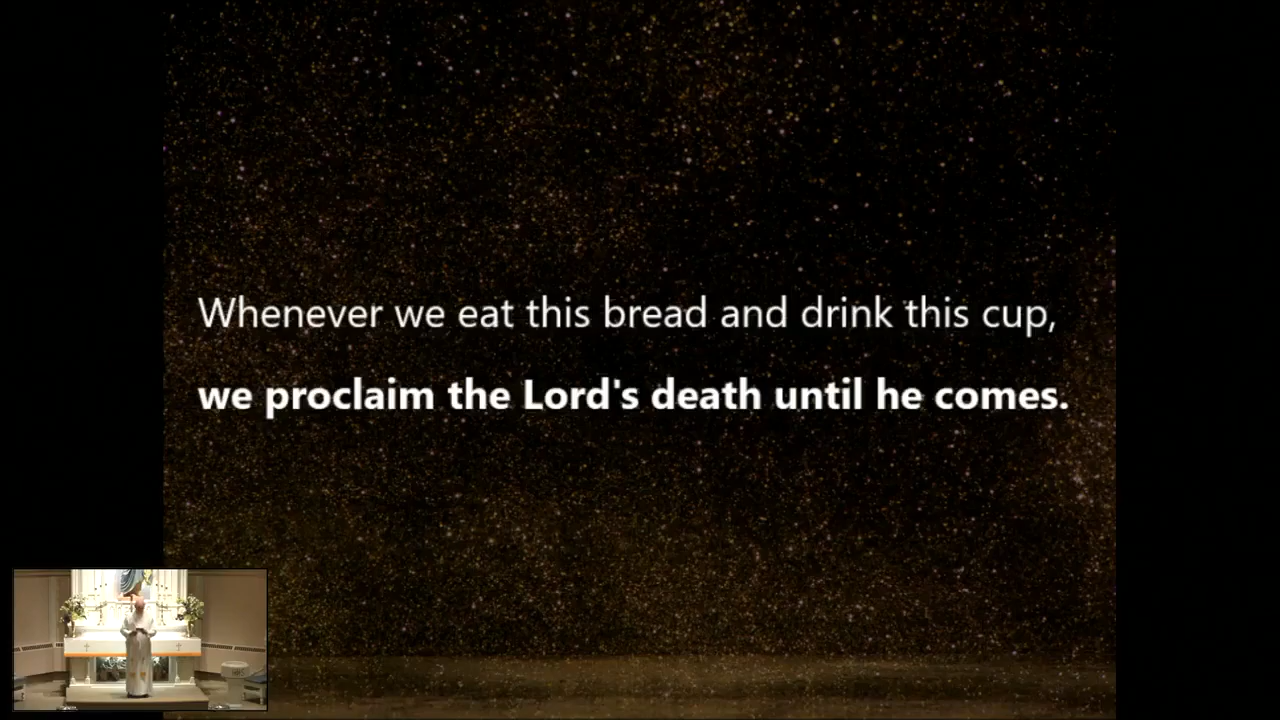 Whenever we eat this bread and drink this cup,
we proclaim the Lord's death until he comes.